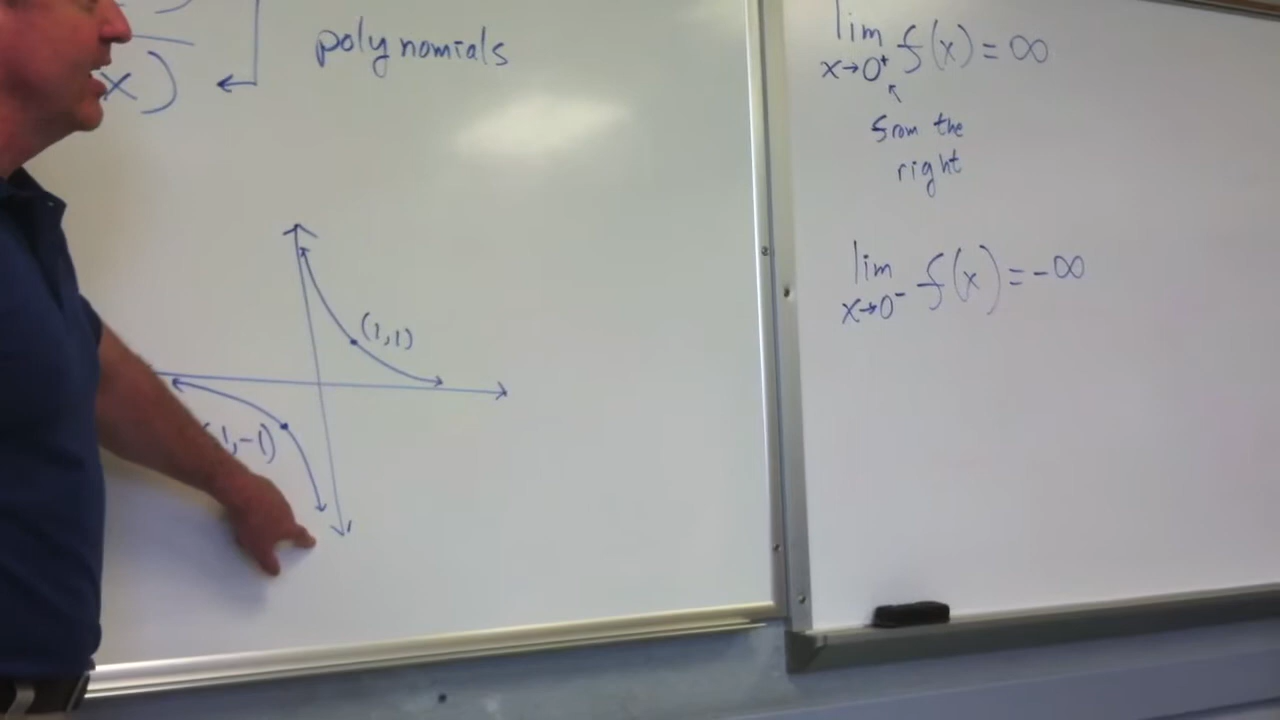 x)
polynomials
(1,1)
1,-1)
lim f(x) = ∞
x→0⁺
from the
right
lim f(x) = -∞
x→0⁻